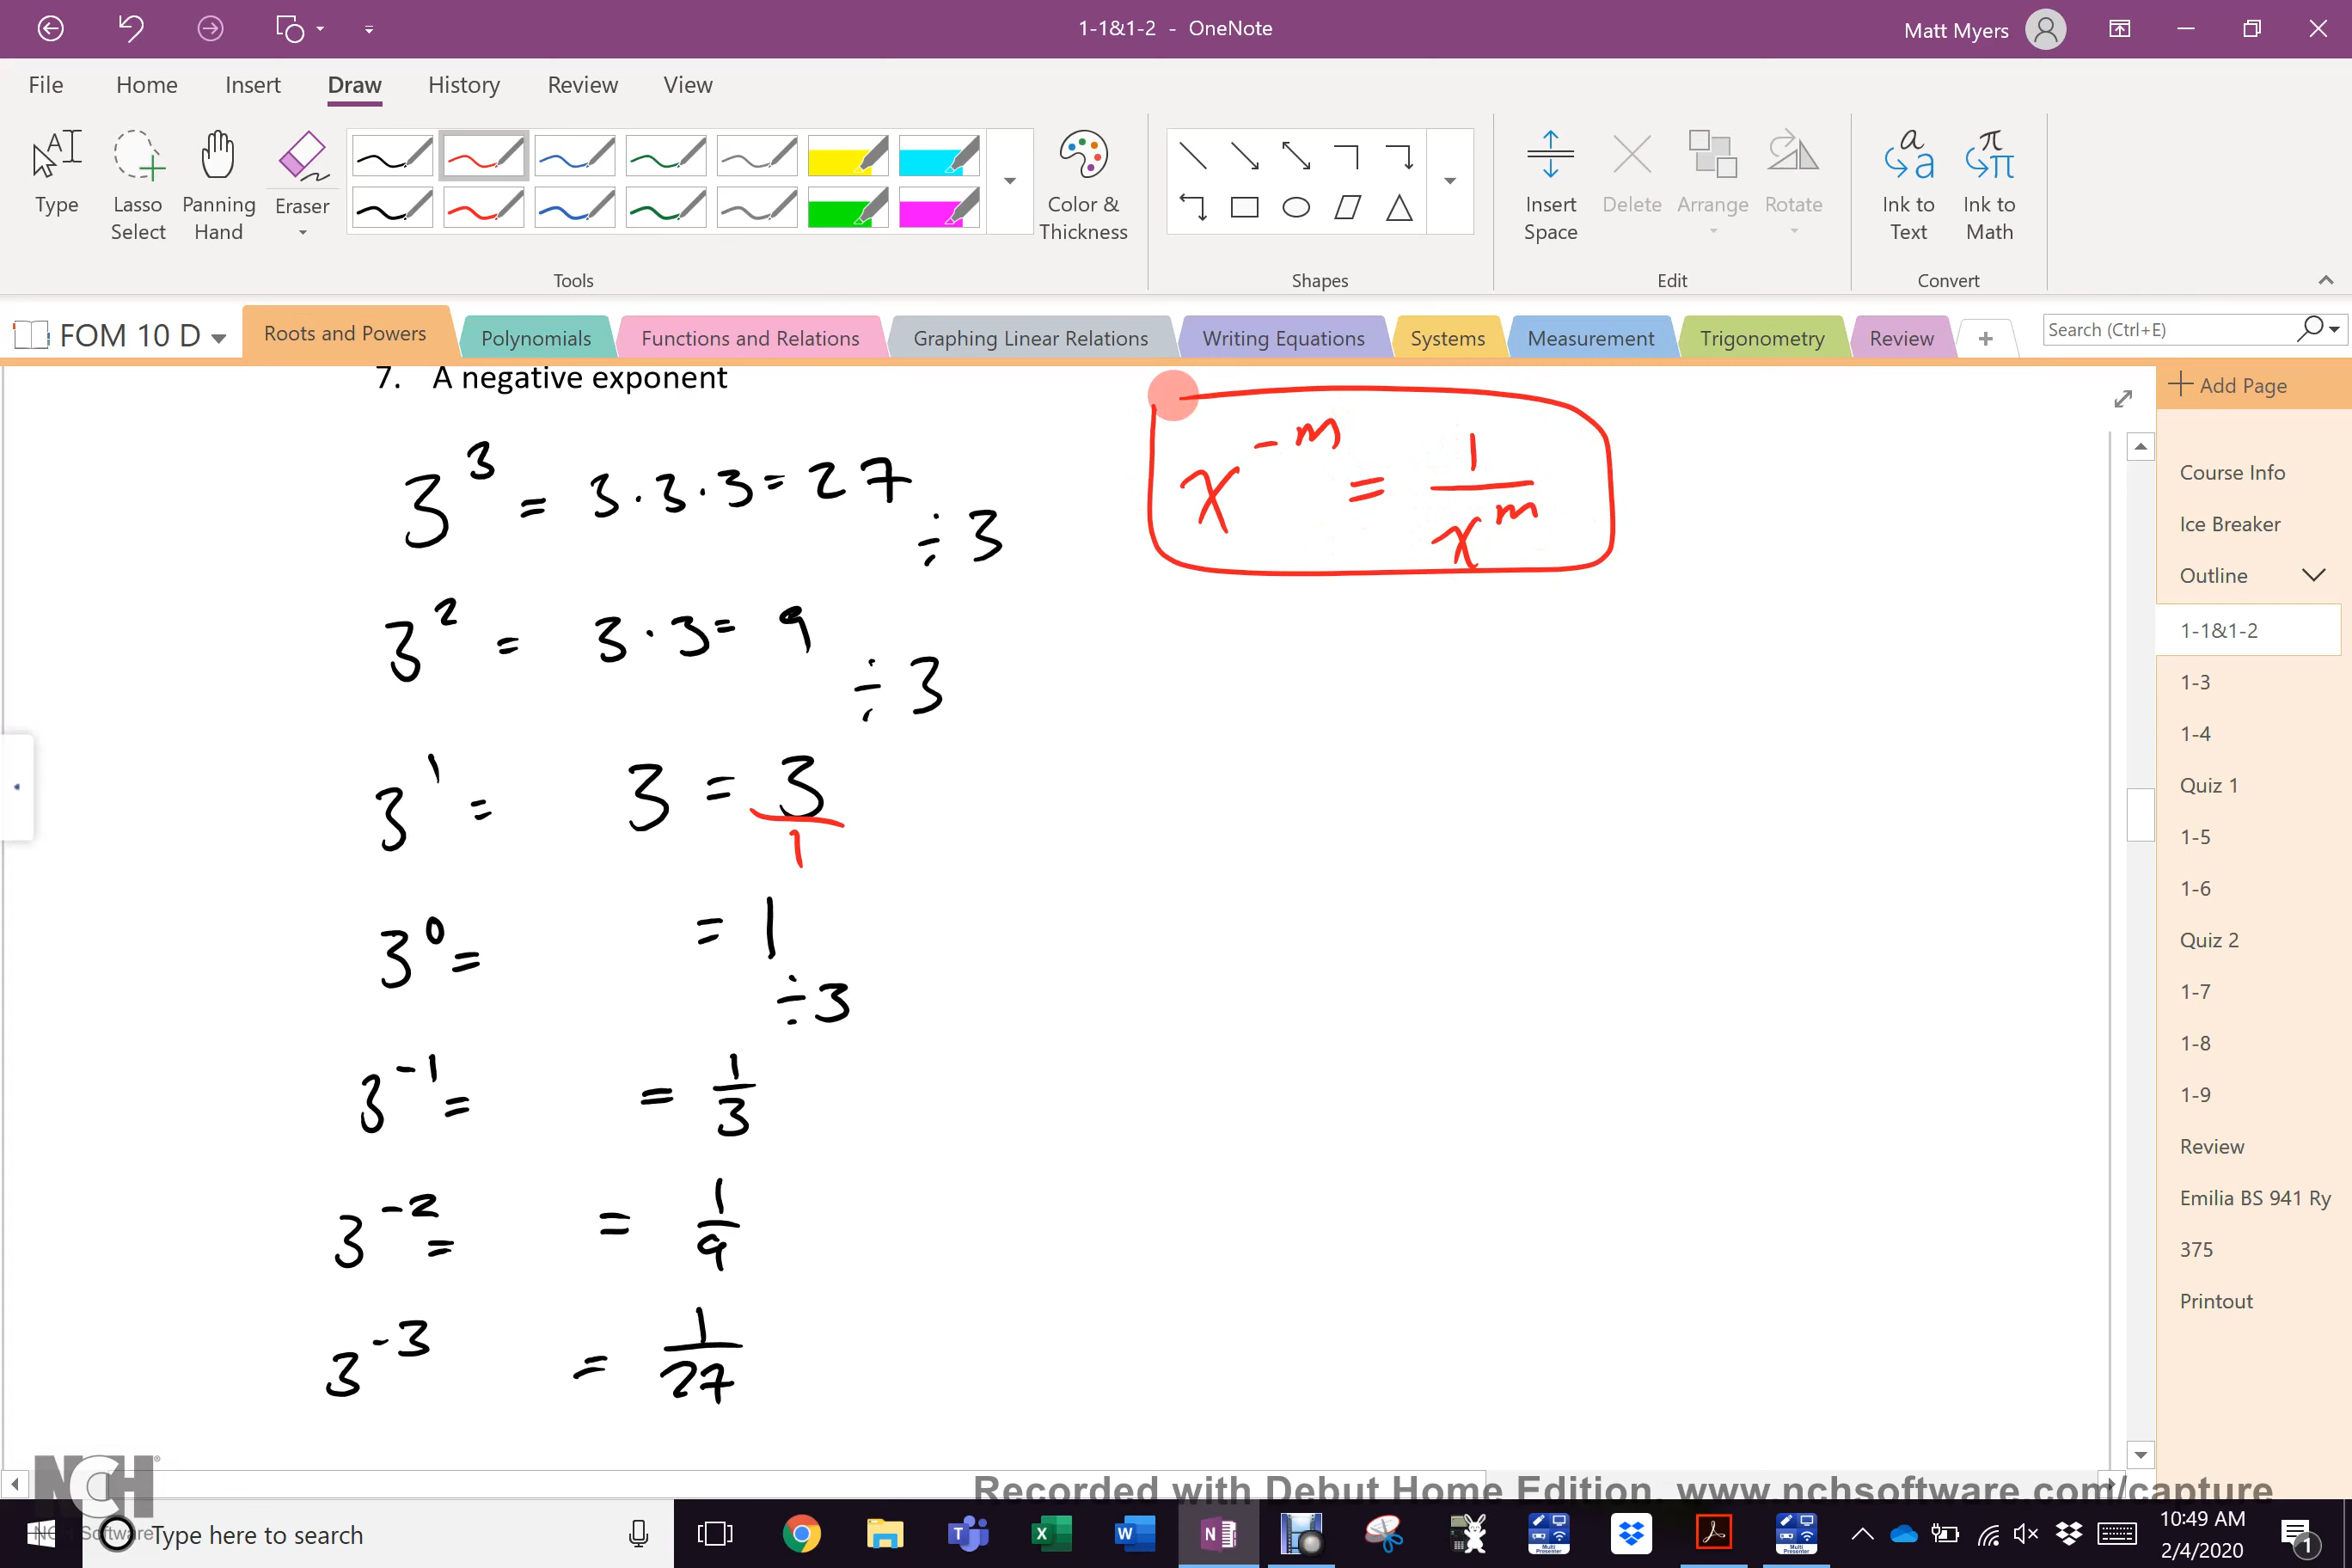 1-1&1-2 - OneNote
Matt Myers
File Home Insert Draw History Review View
Type
Lasso Select
Panning Hand
Eraser
Color & Thickness
Insert Space
Delete
Arrange
Rotate
Ink to Text
Ink to Math
Tools Shapes Edit Convert
FOM 10 D
Roots and Powers Polynomials Functions and Relations Graphing Linear Relations Writing Equations Systems Measurement Trigonometry Review +
Search (Ctrl+E)
7. A negative exponent
3³ = 3·3·3 = 27
÷3
3² = 3·3 = 9
÷3
3¹ = 3 = 3/1
3⁰ = = 1
÷3
3⁻¹ = = 1/3
3⁻² = = 1/9
3⁻³ = 1/27
x⁻ᵐ = 1/xᵐ
Add Page
Course Info
Ice Breaker
Outline
1-1&1-2
1-3
1-4
Quiz 1
1-5
1-6
Quiz 2
1-7
1-8
1-9
Review
Emilia BS 941 Ry
375
Printout
NCH®
NCH Software
Recorded with Debut Home Edition. www.nchsoftware.com/capture
Type here to search
10:49 AM
2/4/2020
1